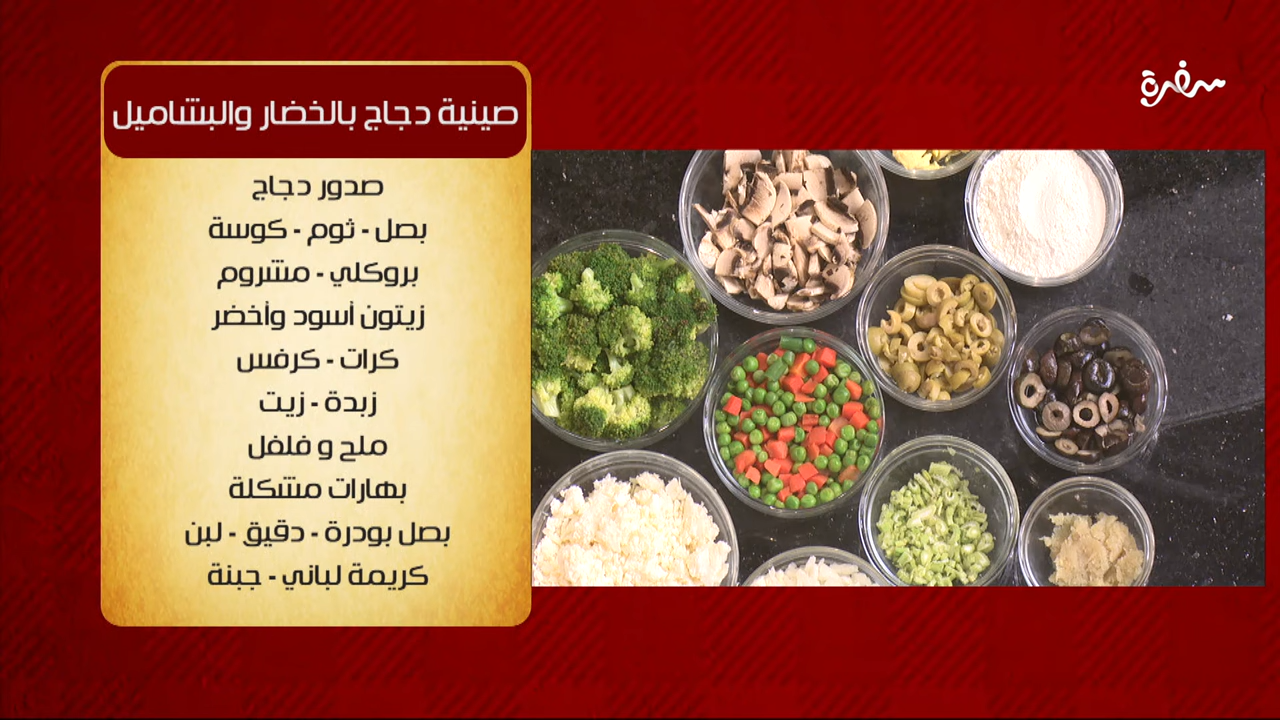 سفرة
صينية دجاج بالخضار والبشاميل
صدور دجاج
بصل - ثوم - كوسة
بروكلي - مشروم
زيتون أسود وأخضر
كرات - كرفس
زبدة - زيت
ملح و فلفل
بهارات مشكلة
بصل بودرة - دقيق - لبن
كريمة لباني - جبنة